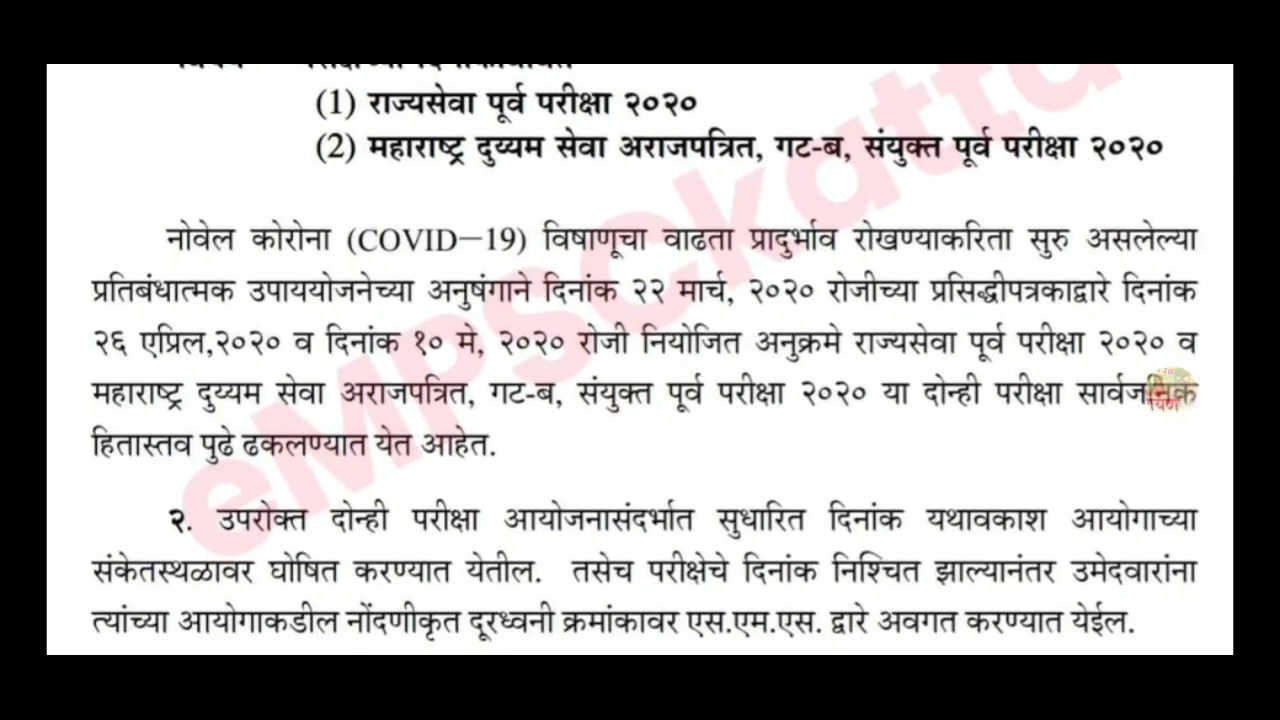 (1) राज्यसेवा पूर्व परीक्षा २०२०
(2) महाराष्ट्र दुय्यम सेवा अराजपत्रित, गट-ब, संयुक्त पूर्व परीक्षा २०२०
नोवेल कोरोना (COVID–19) विषाणूचा वाढता प्रादुर्भाव रोखण्याकरिता सुरु असलेल्या
प्रतिबंधात्मक उपाययोजनेच्या अनुषंगाने दिनांक २२ मार्च, २०२० रोजीच्या प्रसिद्धीपत्रकाद्वारे दिनांक
२६ एप्रिल,२०२० व दिनांक १० मे, २०२० रोजी नियोजित अनुक्रमे राज्यसेवा पूर्व परीक्षा २०२० व
महाराष्ट्र दुय्यम सेवा अराजपत्रित, गट-ब, संयुक्त पूर्व परीक्षा २०२० या दोन्ही परीक्षा सार्वजनिक
हितास्तव पुढे ढकलण्यात येत आहेत.
२. उपरोक्त दोन्ही परीक्षा आयोजनासंदर्भात सुधारित दिनांक यथावकाश आयोगाच्या
संकेतस्थळावर घोषित करण्यात येतील. तसेच परीक्षेचे दिनांक निश्चित झाल्यानंतर उमेदवारांना
त्यांच्या आयोगाकडील नोंदणीकृत दूरध्वनी क्रमांकावर एस.एम.एस. द्वारे अवगत करण्यात येईल.
eMPSCkatta